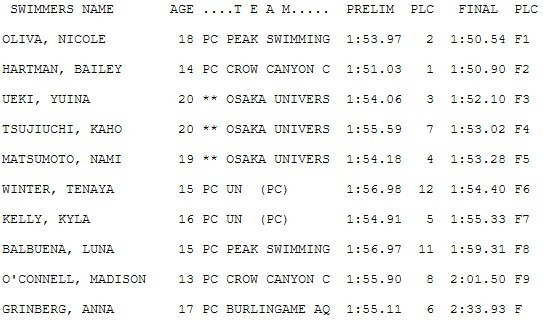 SWIMMERS NAME AGE ....T E A M..... PRELIM PLC FINAL PLC
OLIVA, NICOLE 18 PC PEAK SWIMMING 1:53.97 2 1:50.54 F1
HARTMAN, BAILEY 14 PC CROW CANYON C 1:51.03 1 1:50.90 F2
UEKI, YUINA 20 ** OSAKA UNIVERS 1:54.06 3 1:52.10 F3
TSUJIUCHI, KAHO 20 ** OSAKA UNIVERS 1:55.59 7 1:53.02 F4
MATSUMOTO, NAMI 19 ** OSAKA UNIVERS 1:54.18 4 1:53.28 F5
WINTER, TENAYA 15 PC UN (PC) 1:56.98 12 1:54.40 F6
KELLY, KYLA 16 PC UN (PC) 1:54.91 5 1:55.33 F7
BALBUENA, LUNA 15 PC PEAK SWIMMING 1:56.97 11 1:59.31 F8
O'CONNELL, MADISON 13 PC CROW CANYON C 1:55.90 8 2:01.50 F9
GRINBERG, ANNA 17 PC BURLINGAME AQ 1:55.11 6 2:33.93 F